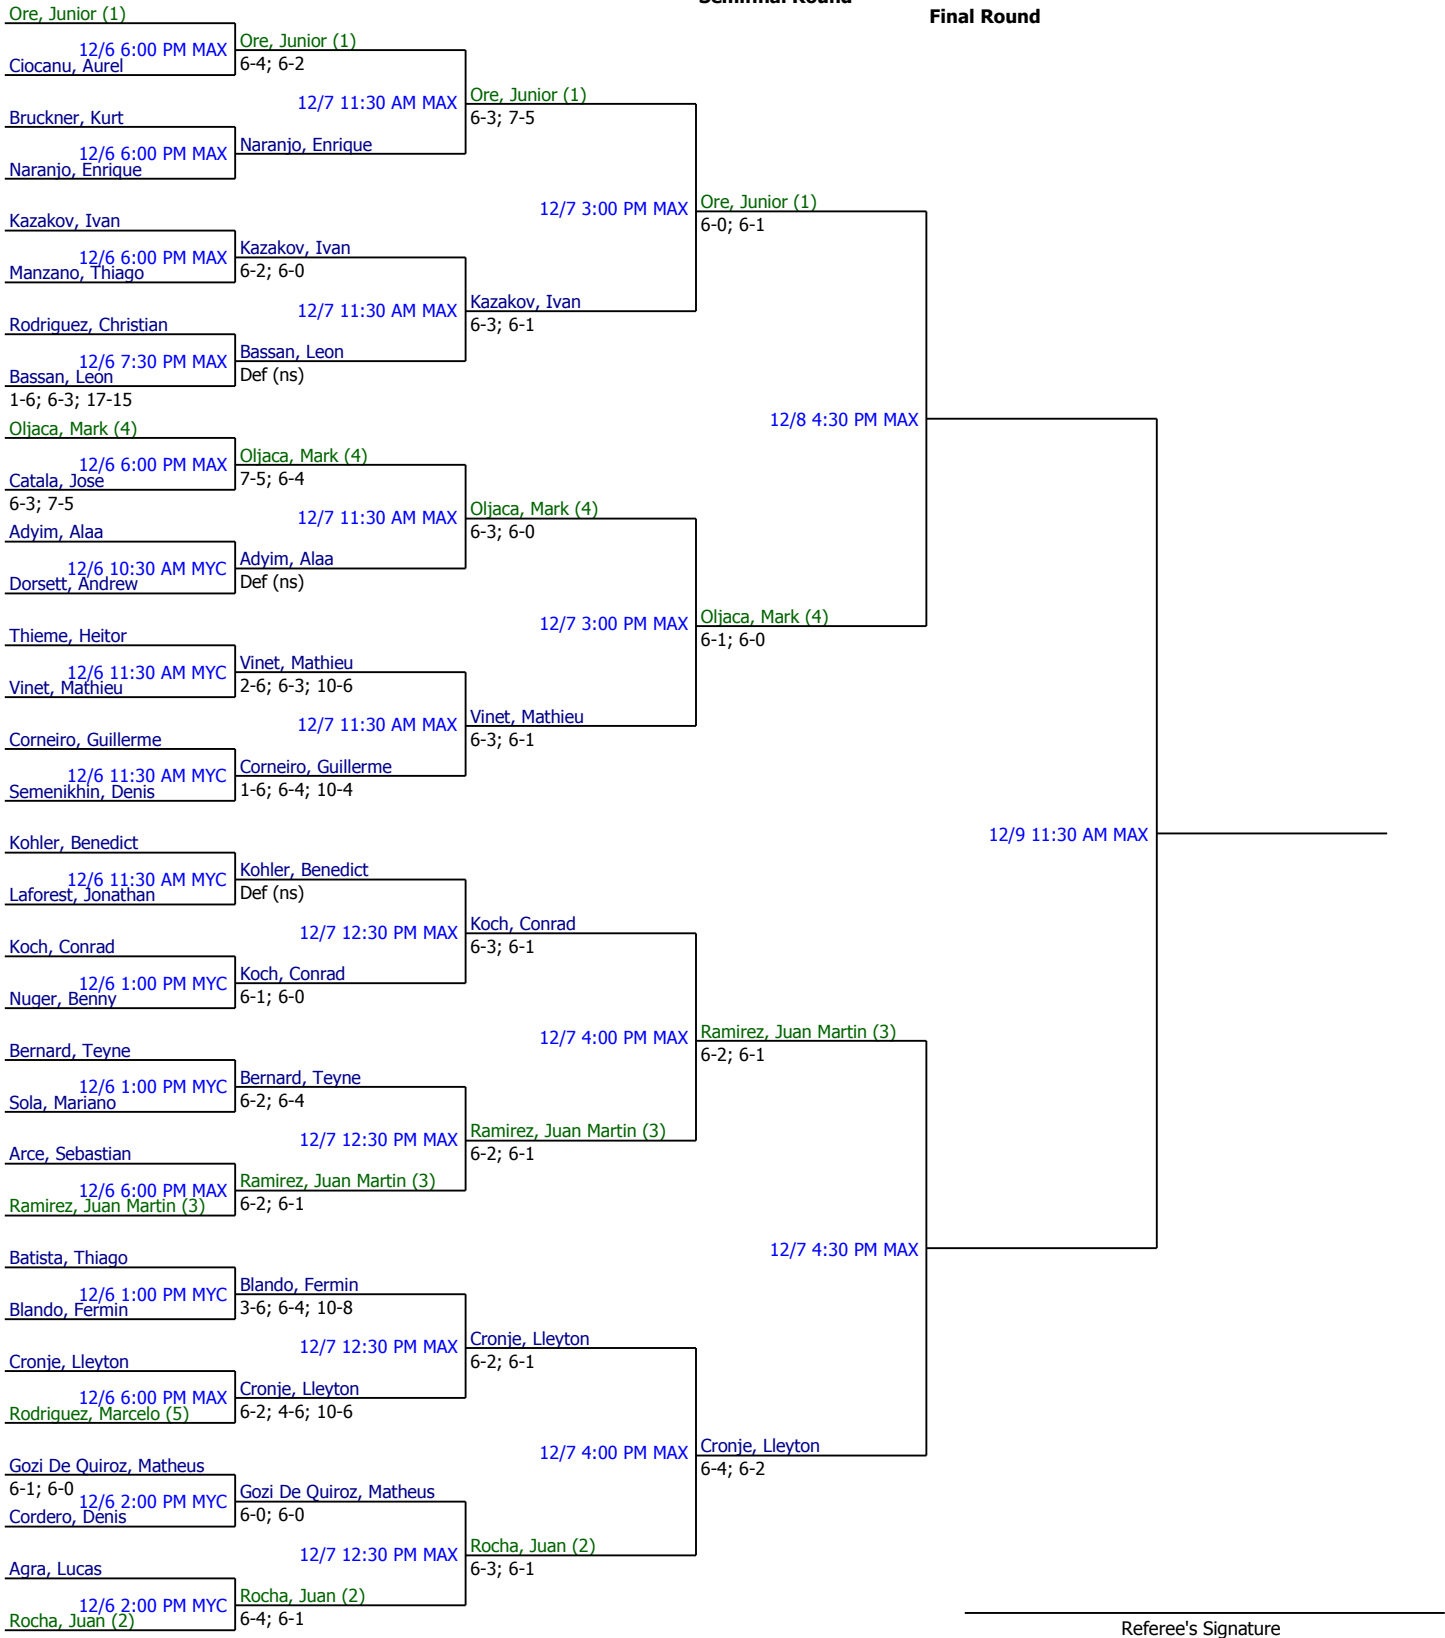 Semifinal Round
Final Round
Ore, Junior (1)
12/6 6:00 PM MAX
Ciocanu, Aurel
Ore, Junior (1)
6-4; 6-2
12/7 11:30 AM MAX
Ore, Junior (1)
6-3; 7-5
Bruckner, Kurt
12/6 6:00 PM MAX
Naranjo, Enrique
Naranjo, Enrique
12/7 3:00 PM MAX
Ore, Junior (1)
6-0; 6-1
Kazakov, Ivan
12/6 6:00 PM MAX
Manzano, Thiago
Kazakov, Ivan
6-2; 6-0
12/7 11:30 AM MAX
Kazakov, Ivan
6-3; 6-1
Rodriguez, Christian
12/6 7:30 PM MAX
Bassan, Leon
1-6; 6-3; 17-15
Bassan, Leon
Def (ns)
12/8 4:30 PM MAX
Oljaca, Mark (4)
12/6 6:00 PM MAX
Catala, Jose
6-3; 7-5
Oljaca, Mark (4)
7-5; 6-4
12/7 11:30 AM MAX
Oljaca, Mark (4)
6-3; 6-0
Adyim, Alaa
12/6 10:30 AM MYC
Dorsett, Andrew
Adyim, Alaa
Def (ns)
12/7 3:00 PM MAX
Oljaca, Mark (4)
6-1; 6-0
Thieme, Heitor
12/6 11:30 AM MYC
Vinet, Mathieu
Vinet, Mathieu
2-6; 6-3; 10-6
12/7 11:30 AM MAX
Vinet, Mathieu
6-3; 6-1
Corneiro, Guillerme
12/6 11:30 AM MYC
Semenikhin, Denis
Corneiro, Guillerme
1-6; 6-4; 10-4
12/9 11:30 AM MAX
Kohler, Benedict
12/6 11:30 AM MYC
Laforest, Jonathan
Kohler, Benedict
Def (ns)
12/7 12:30 PM MAX
Koch, Conrad
6-3; 6-1
Koch, Conrad
12/6 1:00 PM MYC
Nuger, Benny
Koch, Conrad
6-1; 6-0
12/7 4:00 PM MAX
Ramirez, Juan Martin (3)
6-2; 6-1
Bernard, Teyne
12/6 1:00 PM MYC
Sola, Mariano
Bernard, Teyne
6-2; 6-4
12/7 12:30 PM MAX
Ramirez, Juan Martin (3)
6-2; 6-1
Arce, Sebastian
12/6 6:00 PM MAX
Ramirez, Juan Martin (3)
Ramirez, Juan Martin (3)
6-2; 6-1
12/7 4:30 PM MAX
Batista, Thiago
12/6 1:00 PM MYC
Blando, Fermin
Blando, Fermin
3-6; 6-4; 10-8
12/7 12:30 PM MAX
Cronje, Lleyton
6-2; 6-1
Cronje, Lleyton
12/6 6:00 PM MAX
Rodriguez, Marcelo (5)
Cronje, Lleyton
6-2; 4-6; 10-6
12/7 4:00 PM MAX
Cronje, Lleyton
6-4; 6-2
Gozi De Quiroz, Matheus
6-1; 6-0
12/6 2:00 PM MYC
Cordero, Denis
Gozi De Quiroz, Matheus
6-0; 6-0
12/7 12:30 PM MAX
Rocha, Juan (2)
6-3; 6-1
Agra, Lucas
12/6 2:00 PM MYC
Rocha, Juan (2)
Rocha, Juan (2)
6-4; 6-1
Referee's Signature